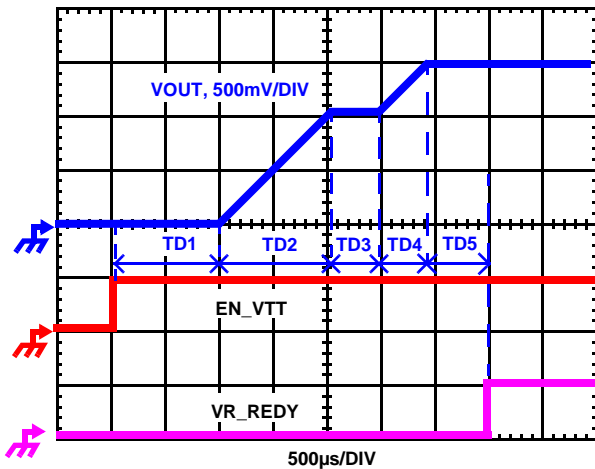 VOUT, 500mV/DIV
TD1 TD2 TD3 TD4 TD5
EN_VTT
VR_REDY
500µs/DIV